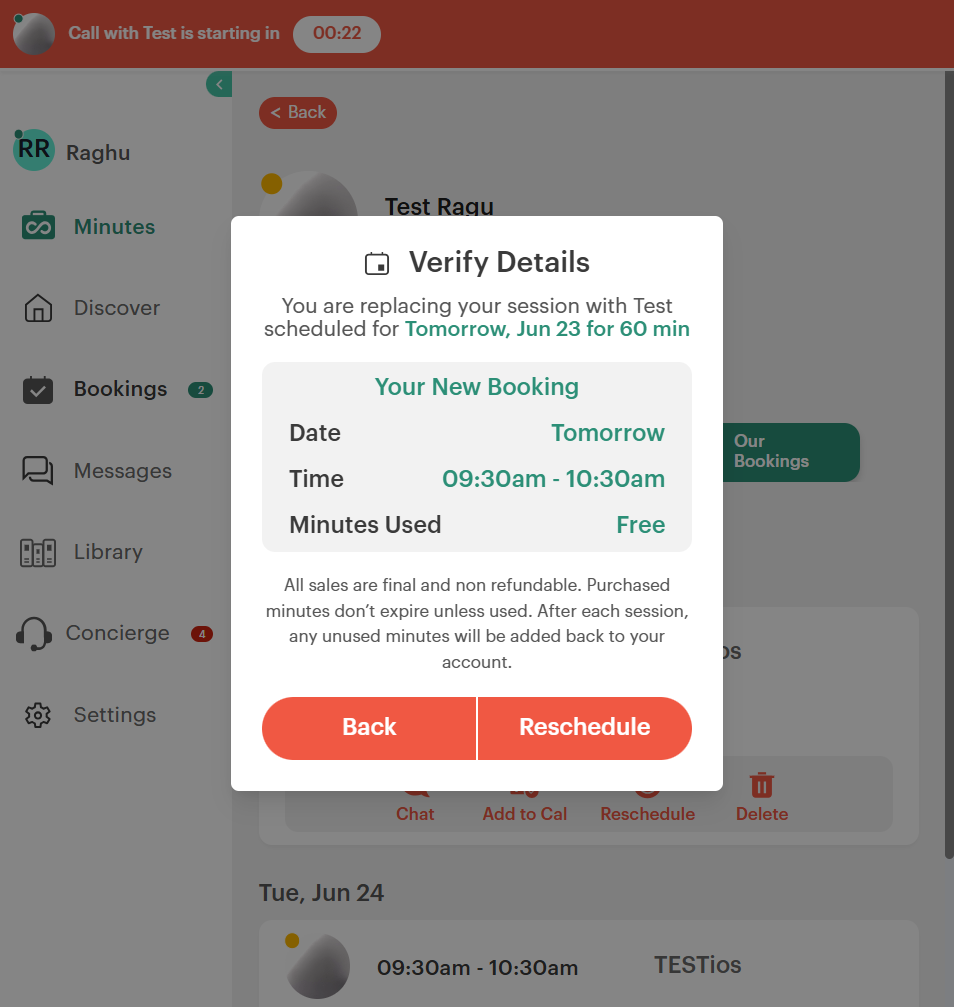 Call with Test is starting in 00:22
< Back
RR Raghu
Minutes
Discover
Bookings 2
Messages
Library
Concierge 4
Settings
Test Ragu
Verify Details
You are replacing your session with Test
scheduled for Tomorrow, Jun 23 for 60 min
Your New Booking
Date Tomorrow
Time 09:30am - 10:30am
Minutes Used Free
All sales are final and non refundable. Purchased
minutes don’t expire unless used. After each session,
any unused minutes will be added back to your
account.
Back Reschedule
Our
Bookings
os
Chat Add to Cal Reschedule Delete
Tue, Jun 24
09:30am - 10:30am TESTios